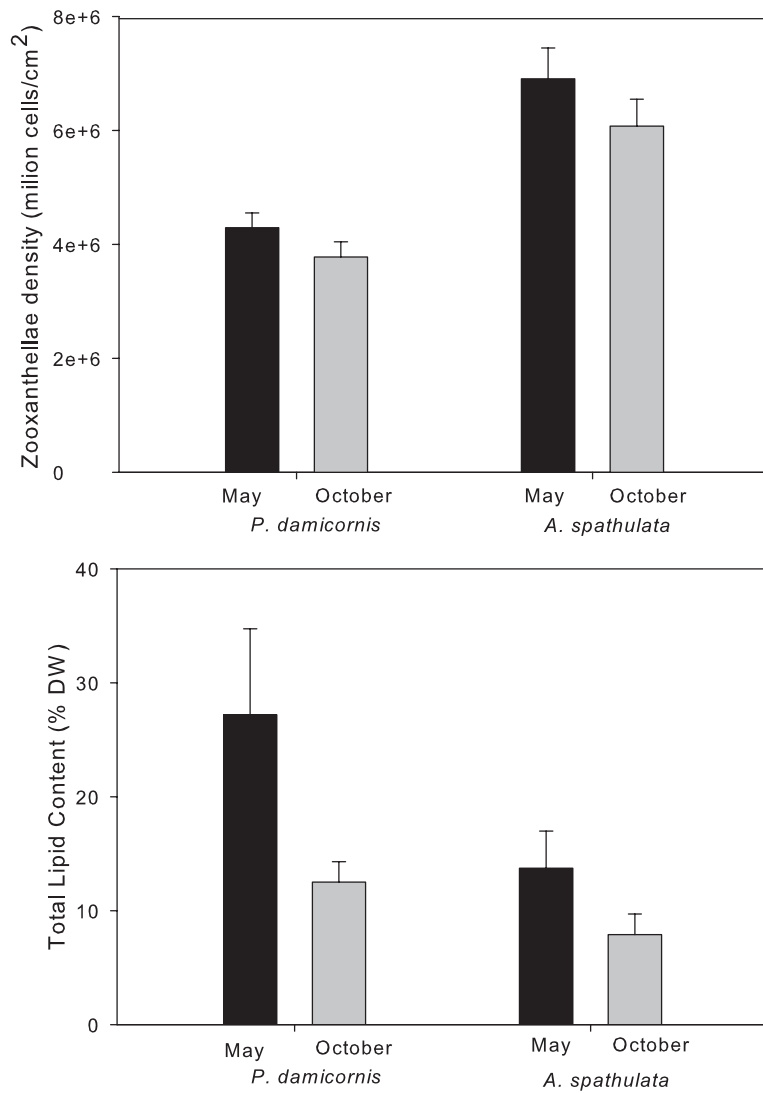 Zooxanthellae density (milion cells/cm²)
8e+6
6e+6
4e+6
2e+6
0
May October May October
P. damicornis A. spathulata
Total Lipid Content (% DW)
40
30
20
10
0
May October May October
P. damicornis A. spathulata